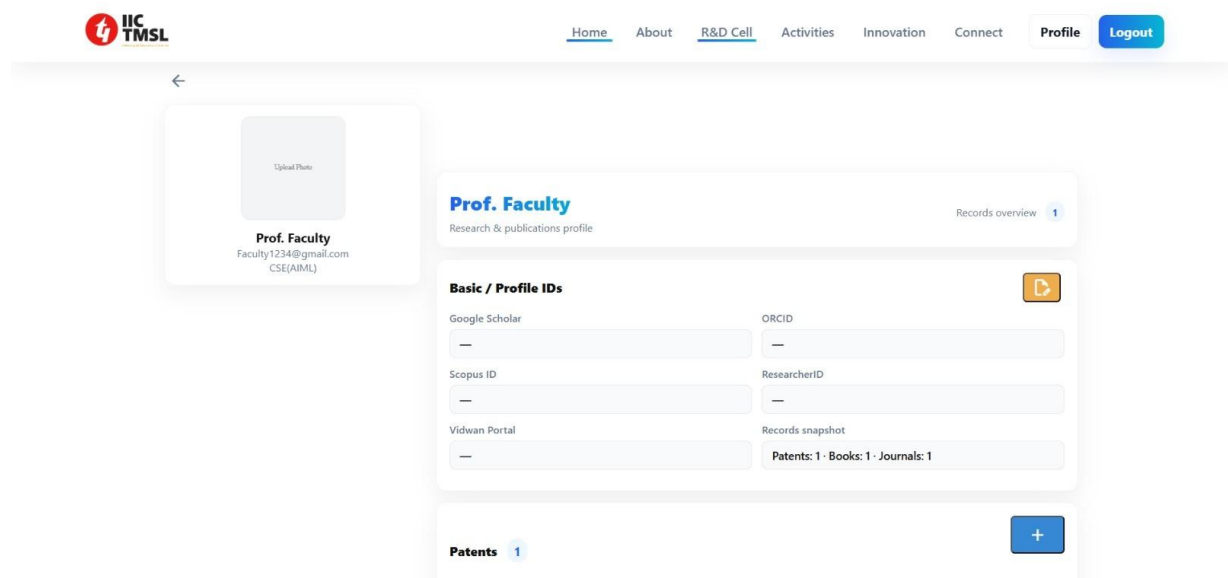 IIC
TMSL
Home About R&D Cell Activities Innovation Connect Profile Logout
Upload Photo
Prof. Faculty
Faculty1234@gmail.com
CSE(AIML)
Prof. Faculty
Research & publications profile
Records overview 1
Basic / Profile IDs
Google Scholar
—
ORCID
—
Scopus ID
—
ResearcherID
—
Vidwan Portal
—
Records snapshot
Patents: 1 · Books: 1 · Journals: 1
Patents 1
+